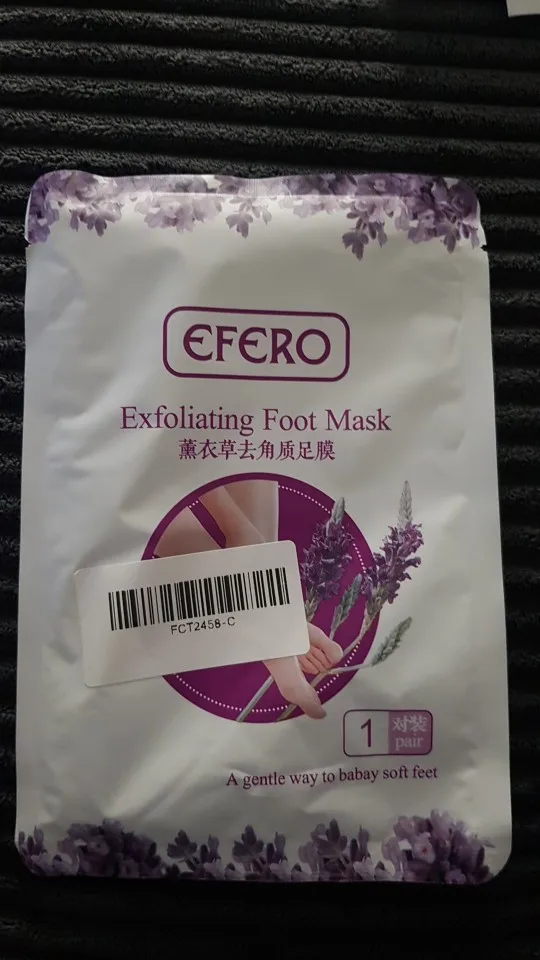 EFERO
Exfoliating Foot Mask
薰衣草去角质足膜
FCT2458-C
1 对装
pair
A gentle way to babay soft feet